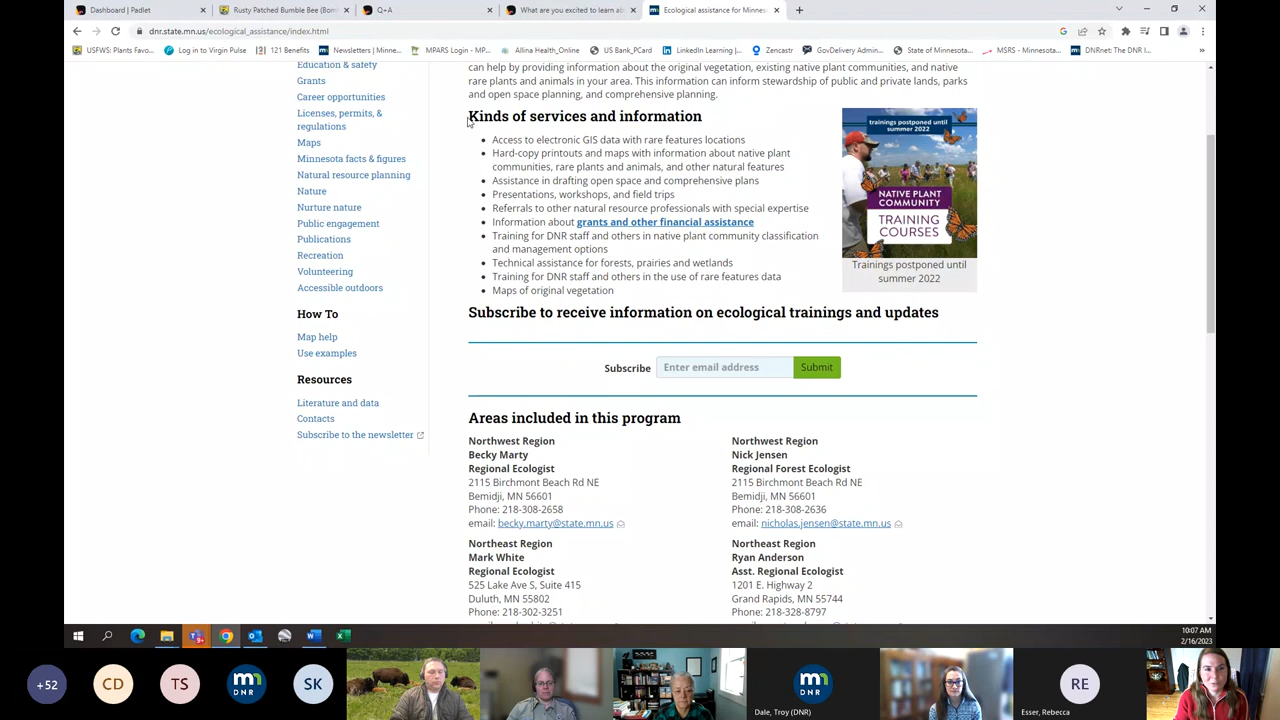 Dashboard | Padlet
Rusty Patched Bumble Bee (Bom
Q+A
What are you excited to learn ab
Ecological assistance for Minnes
dnr.state.mn.us/ecological_assistance/index.html
USFWS: Plants Favo...
Log in to Virgin Pulse
121 Benefits
Newsletters | Minne...
MPARS Login - MP...
Allina Health_Online
US Bank_PCard
LinkedIn Learning |...
Zencastr
GovDelivery Admin...
State of Minnesota...
MSRS - Minnesota...
DNRnet: The DNR I...
Education & safety
Grants
Career opportunities
Licenses, permits, &
regulations
Maps
Minnesota facts & figures
Natural resource planning
Nature
Nurture nature
Public engagement
Publications
Recreation
Volunteering
Accessible outdoors
How To
Map help
Use examples
Resources
Literature and data
Contacts
Subscribe to the newsletter
can help by providing information about the original vegetation, existing native plant communities, and native
rare plants and animals in your area. This information can inform stewardship of public and private lands, parks
and open space planning, and comprehensive planning.
Kinds of services and information
Access to electronic GIS data with rare features locations
Hard-copy printouts and maps with information about native plant
communities, rare plants and animals, and other natural features
Assistance in drafting open space and comprehensive plans
Presentations, workshops, and field trips
Referrals to other natural resource professionals with special expertise
Information about grants and other financial assistance
Training for DNR staff and others in native plant community classification
and management options
Technical assistance for forests, prairies and wetlands
Training for DNR staff and others in the use of rare features data
Maps of original vegetation
trainings postponed until
summer 2022
NATIVE PLANT
COMMUNITY
TRAINING
COURSES
Trainings postponed until
summer 2022
Subscribe to receive information on ecological trainings and updates
Subscribe
Enter email address
Submit
Areas included in this program
Northwest Region
Becky Marty
Regional Ecologist
2115 Birchmont Beach Rd NE
Bemidji, MN 56601
Phone: 218-308-2658
email: becky.marty@state.mn.us
Northwest Region
Nick Jensen
Regional Forest Ecologist
2115 Birchmont Beach Rd NE
Bemidji, MN 56601
Phone: 218-308-2636
email: nicholas.jensen@state.mn.us
Northeast Region
Mark White
Regional Ecologist
525 Lake Ave S, Suite 415
Duluth, MN 55802
Phone: 218-302-3251
Northeast Region
Ryan Anderson
Asst. Regional Ecologist
1201 E. Highway 2
Grand Rapids, MN 55744
Phone: 218-328-8797
10:07 AM
2/16/2023
+52
CD
TS
DNR
SK
DNR
Dale, Troy (DNR)
RE
Esser, Rebecca